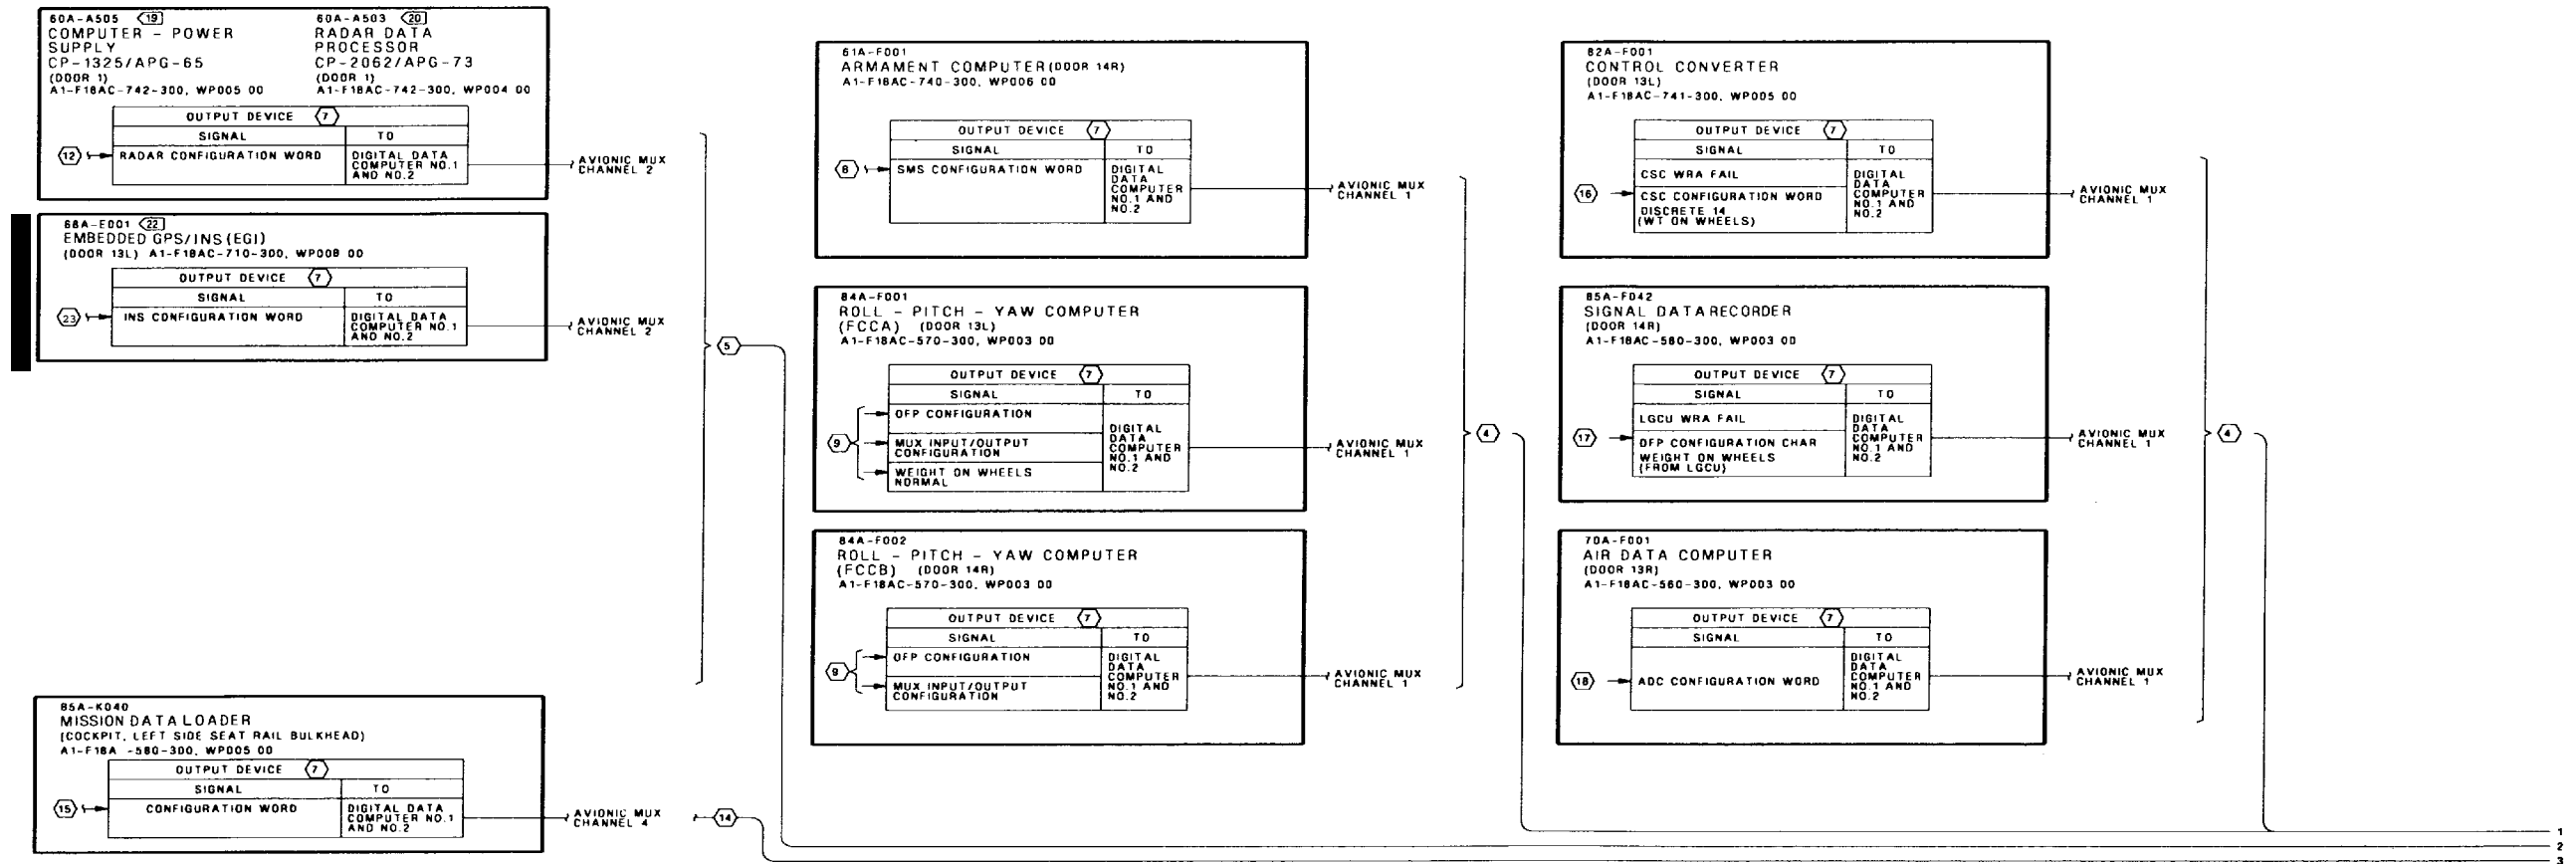 60A-A505 19
COMPUTER - POWER
SUPPLY
CP-1325/APG-65
(DOOR 1)
A1-F18AC-742-300, WP005 00
60A-A503 20
RADAR DATA
PROCESSOR
CP-2062/APG-73
(DOOR 1)
A1-F18AC-742-300, WP004 00
OUTPUT DEVICE 7
SIGNAL TO
12 RADAR CONFIGURATION WORD
DIGITAL DATA
COMPUTER NO.1
AND NO.2
AVIONIC MUX
CHANNEL 2
68A-E001 22
EMBEDDED GPS/INS (EGI)
(DOOR 13L) A1-F18AC-710-300, WP008 00
OUTPUT DEVICE 7
SIGNAL TO
23 INS CONFIGURATION WORD
DIGITAL DATA
COMPUTER NO.1
AND NO.2
AVIONIC MUX
CHANNEL 2
5
85A-K040
MISSION DATA LOADER
(COCKPIT, LEFT SIDE SEAT RAIL BULKHEAD)
A1-F18A -580-300, WP005 00
OUTPUT DEVICE 7
SIGNAL TO
15 CONFIGURATION WORD
DIGITAL DATA
COMPUTER NO.1
AND NO.2
AVIONIC MUX
CHANNEL 4
14
61A-F001
ARMAMENT COMPUTER (DOOR 14R)
A1-F18AC-740-300, WP006 00
OUTPUT DEVICE 7
SIGNAL TO
8 SMS CONFIGURATION WORD
DIGITAL
DATA
COMPUTER
NO.1 AND
NO.2
AVIONIC MUX
CHANNEL 1
84A-F001
ROLL - PITCH - YAW COMPUTER
(FCCA) (DOOR 13L)
A1-F18AC-570-300, WP003 00
OUTPUT DEVICE 7
SIGNAL TO
9
OFP CONFIGURATION
MUX INPUT/OUTPUT
CONFIGURATION
WEIGHT ON WHEELS
NORMAL
DIGITAL
DATA
COMPUTER
NO.1 AND
NO.2
AVIONIC MUX
CHANNEL 1
84A-F002
ROLL - PITCH - YAW COMPUTER
(FCCB) (DOOR 14R)
A1-F18AC-570-300, WP003 00
OUTPUT DEVICE 7
SIGNAL TO
9
OFP CONFIGURATION
MUX INPUT/OUTPUT
CONFIGURATION
DIGITAL
DATA
COMPUTER
NO.1 AND
NO.2
AVIONIC MUX
CHANNEL 1
4
82A-F001
CONTROL CONVERTER
(DOOR 13L)
A1-F18AC-741-300, WP005 00
OUTPUT DEVICE 7
SIGNAL TO
CSC WRA FAIL
16 CSC CONFIGURATION WORD
DISCRETE 14
(WT ON WHEELS)
DIGITAL
DATA
COMPUTER
NO.1 AND
NO.2
AVIONIC MUX
CHANNEL 1
85A-F042
SIGNAL DATA RECORDER
(DOOR 14R)
A1-F18AC-580-300, WP003 00
OUTPUT DEVICE 7
SIGNAL TO
LGCU WRA FAIL
17 OFP CONFIGURATION CHAR
WEIGHT ON WHEELS
(FROM LGCU)
DIGITAL
DATA
COMPUTER
NO.1 AND
NO.2
AVIONIC MUX
CHANNEL 1
70A-F001
AIR DATA COMPUTER
(DOOR 13R)
A1-F18AC-560-300, WP003 00
OUTPUT DEVICE 7
SIGNAL TO
18 ADC CONFIGURATION WORD
DIGITAL
DATA
COMPUTER
NO.1 AND
NO.2
AVIONIC MUX
CHANNEL 1
4
1
2
3